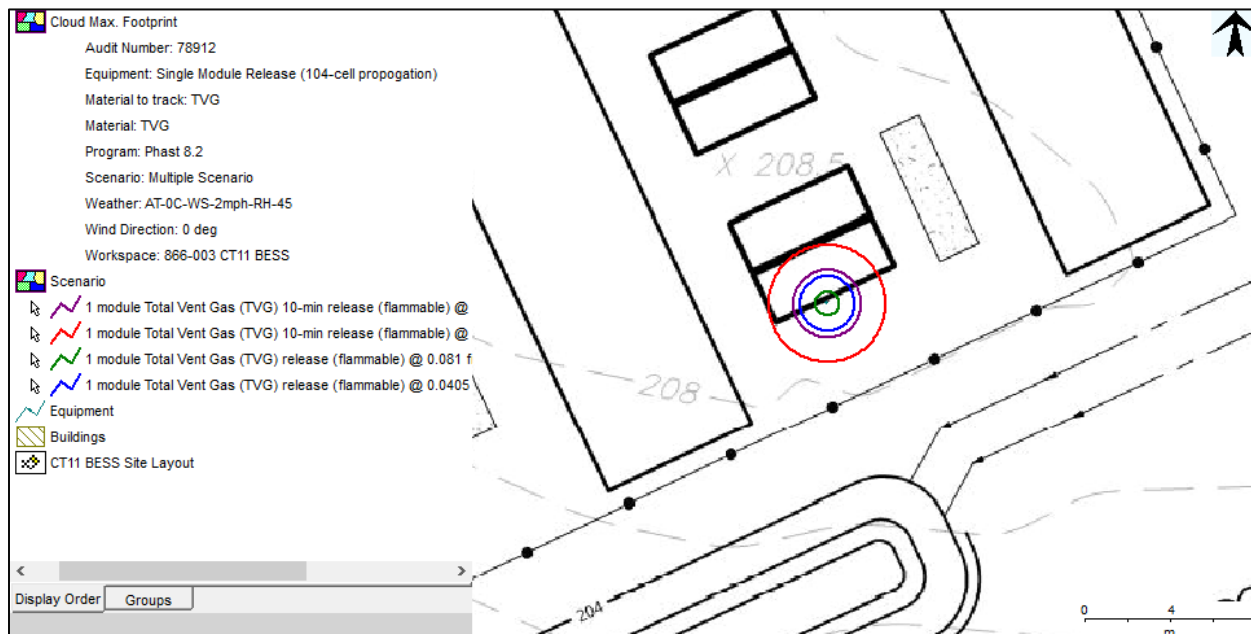 Cloud Max. Footprint
Audit Number: 78912
Equipment: Single Module Release (104-cell propogation)
Material to track: TVG
Material: TVG
Program: Phast 8.2
Scenario: Multiple Scenario
Weather: AT-0C-WS-2mph-RH-45
Wind Direction: 0 deg
Workspace: 866-003 CT11 BESS
Scenario
1 module Total Vent Gas (TVG) 10-min release (flammable) @
1 module Total Vent Gas (TVG) 10-min release (flammable) @
1 module Total Vent Gas (TVG) release (flammable) @ 0.081 f
1 module Total Vent Gas (TVG) release (flammable) @ 0.0405
Equipment
Buildings
CT11 BESS Site Layout
Display Order
Groups
X 208.5
208
204
0 4
m